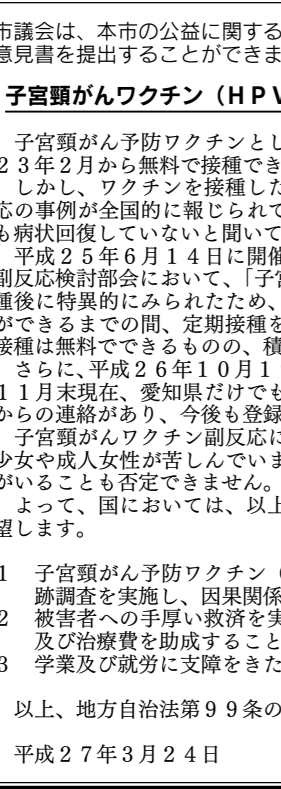 市議会は、本市の公益に関する
意見書を提出することができま
子宮頸がんワクチン（ＨＰＶ
子宮頸がん予防ワクチンとし
２３年２月から無料で接種でき
しかし、ワクチンを接種した
応の事例が全国的に報じられて
も病状回復していないと聞いて
平成２５年６月１４日に開催
副反応検討部会において、「子宮
種後に特異的にみられたため、
ができるまでの間、定期接種を
接種は無料でできるものの、積
さらに、平成２６年１０月１
１１月末現在、愛知県だけでも
からの連絡があり、今後も登録
子宮頸がんワクチン副反応に
少女や成人女性が苦しんでいま
がいることも否定できません。
よって、国においては、以上
望します。
１ 子宮頸がん予防ワクチン（
跡調査を実施し、因果関係
２ 被害者への手厚い救済を実
及び治療費を助成すること
３ 学業及び就労に支障をきた
以上、地方自治法第９９条の
平成２７年３月２４日